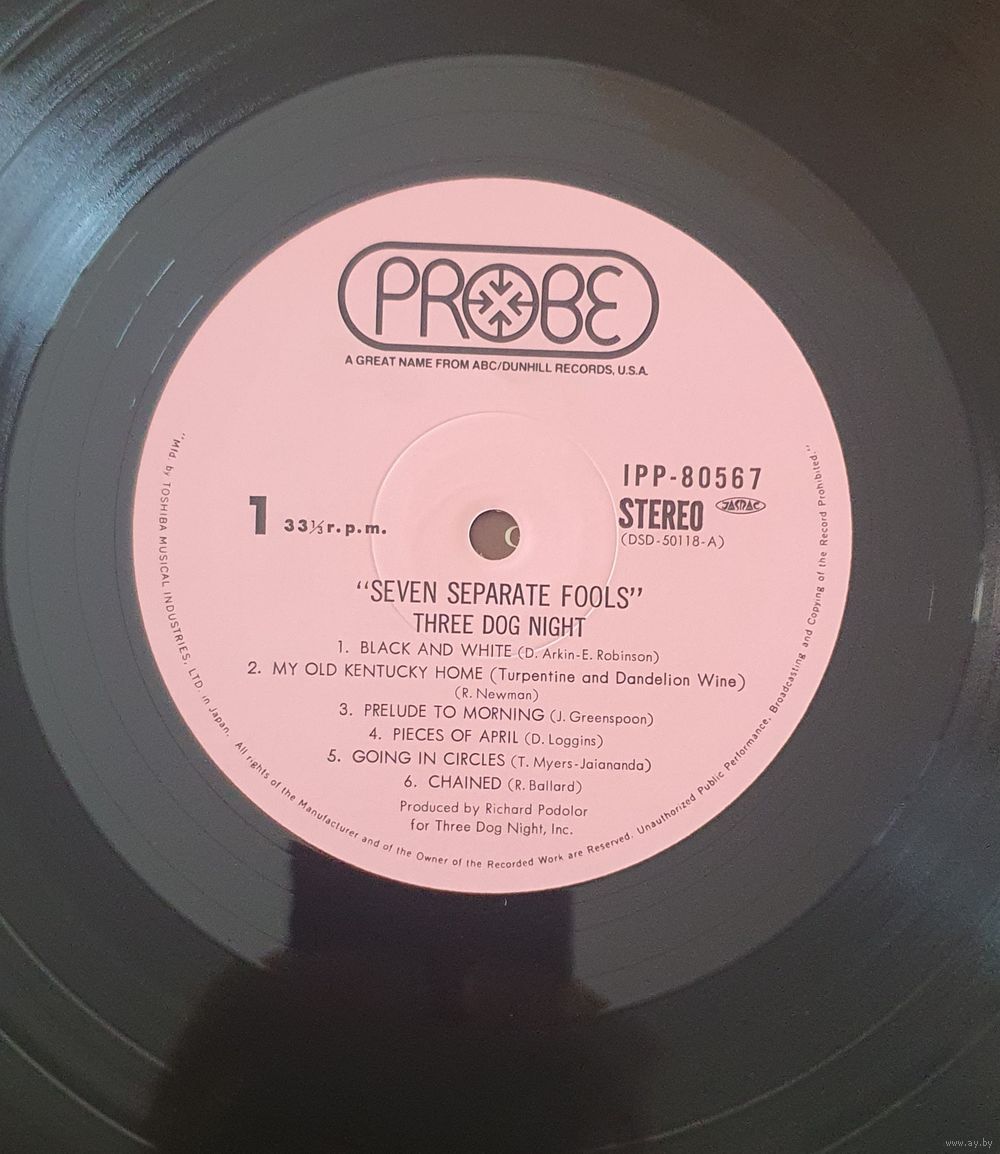 PROBE
A GREAT NAME FROM ABC/DUNHILL RECORDS, U.S.A.
IPP-80567
1 33⅓r.p.m.
STEREO JASRAC
(DSD-50118-A)
“SEVEN SEPARATE FOOLS”
THREE DOG NIGHT
1. BLACK AND WHITE (D. Arkin-E. Robinson)
2. MY OLD KENTUCKY HOME (Turpentine and Dandelion Wine)
(R. Newman)
3. PRELUDE TO MORNING (J. Greenspoon)
4. PIECES OF APRIL (D. Loggins)
5. GOING IN CIRCLES (T. Myers-Jaiananda)
6. CHAINED (R. Ballard)
Produced by Richard Podolor
for Three Dog Night, Inc.
“Mfd. by TOSHIBA MUSICAL INDUSTRIES, LTD. in Japan. All rights of the Manufacturer and of the Owner of the Recorded Work are Reserved. Unauthorized Public Performance, Broadcasting and Copying of the Record Prohibited.”
www.ay.by